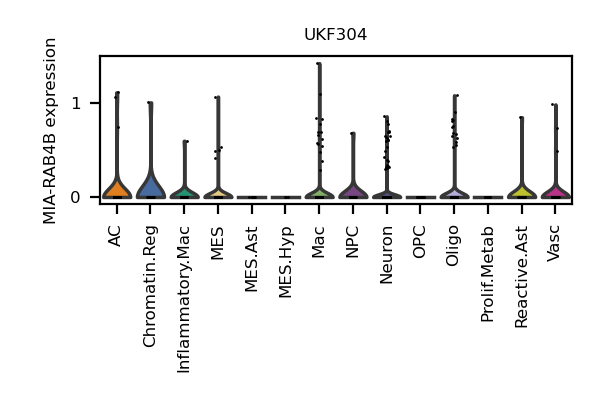 UKF304
MIA-RAB4B expression
1
0
AC
Chromatin.Reg
Inflammatory.Mac
MES
MES.Ast
MES.Hyp
Mac
NPC
Neuron
OPC
Oligo
Prolif.Metab
Reactive.Ast
Vasc